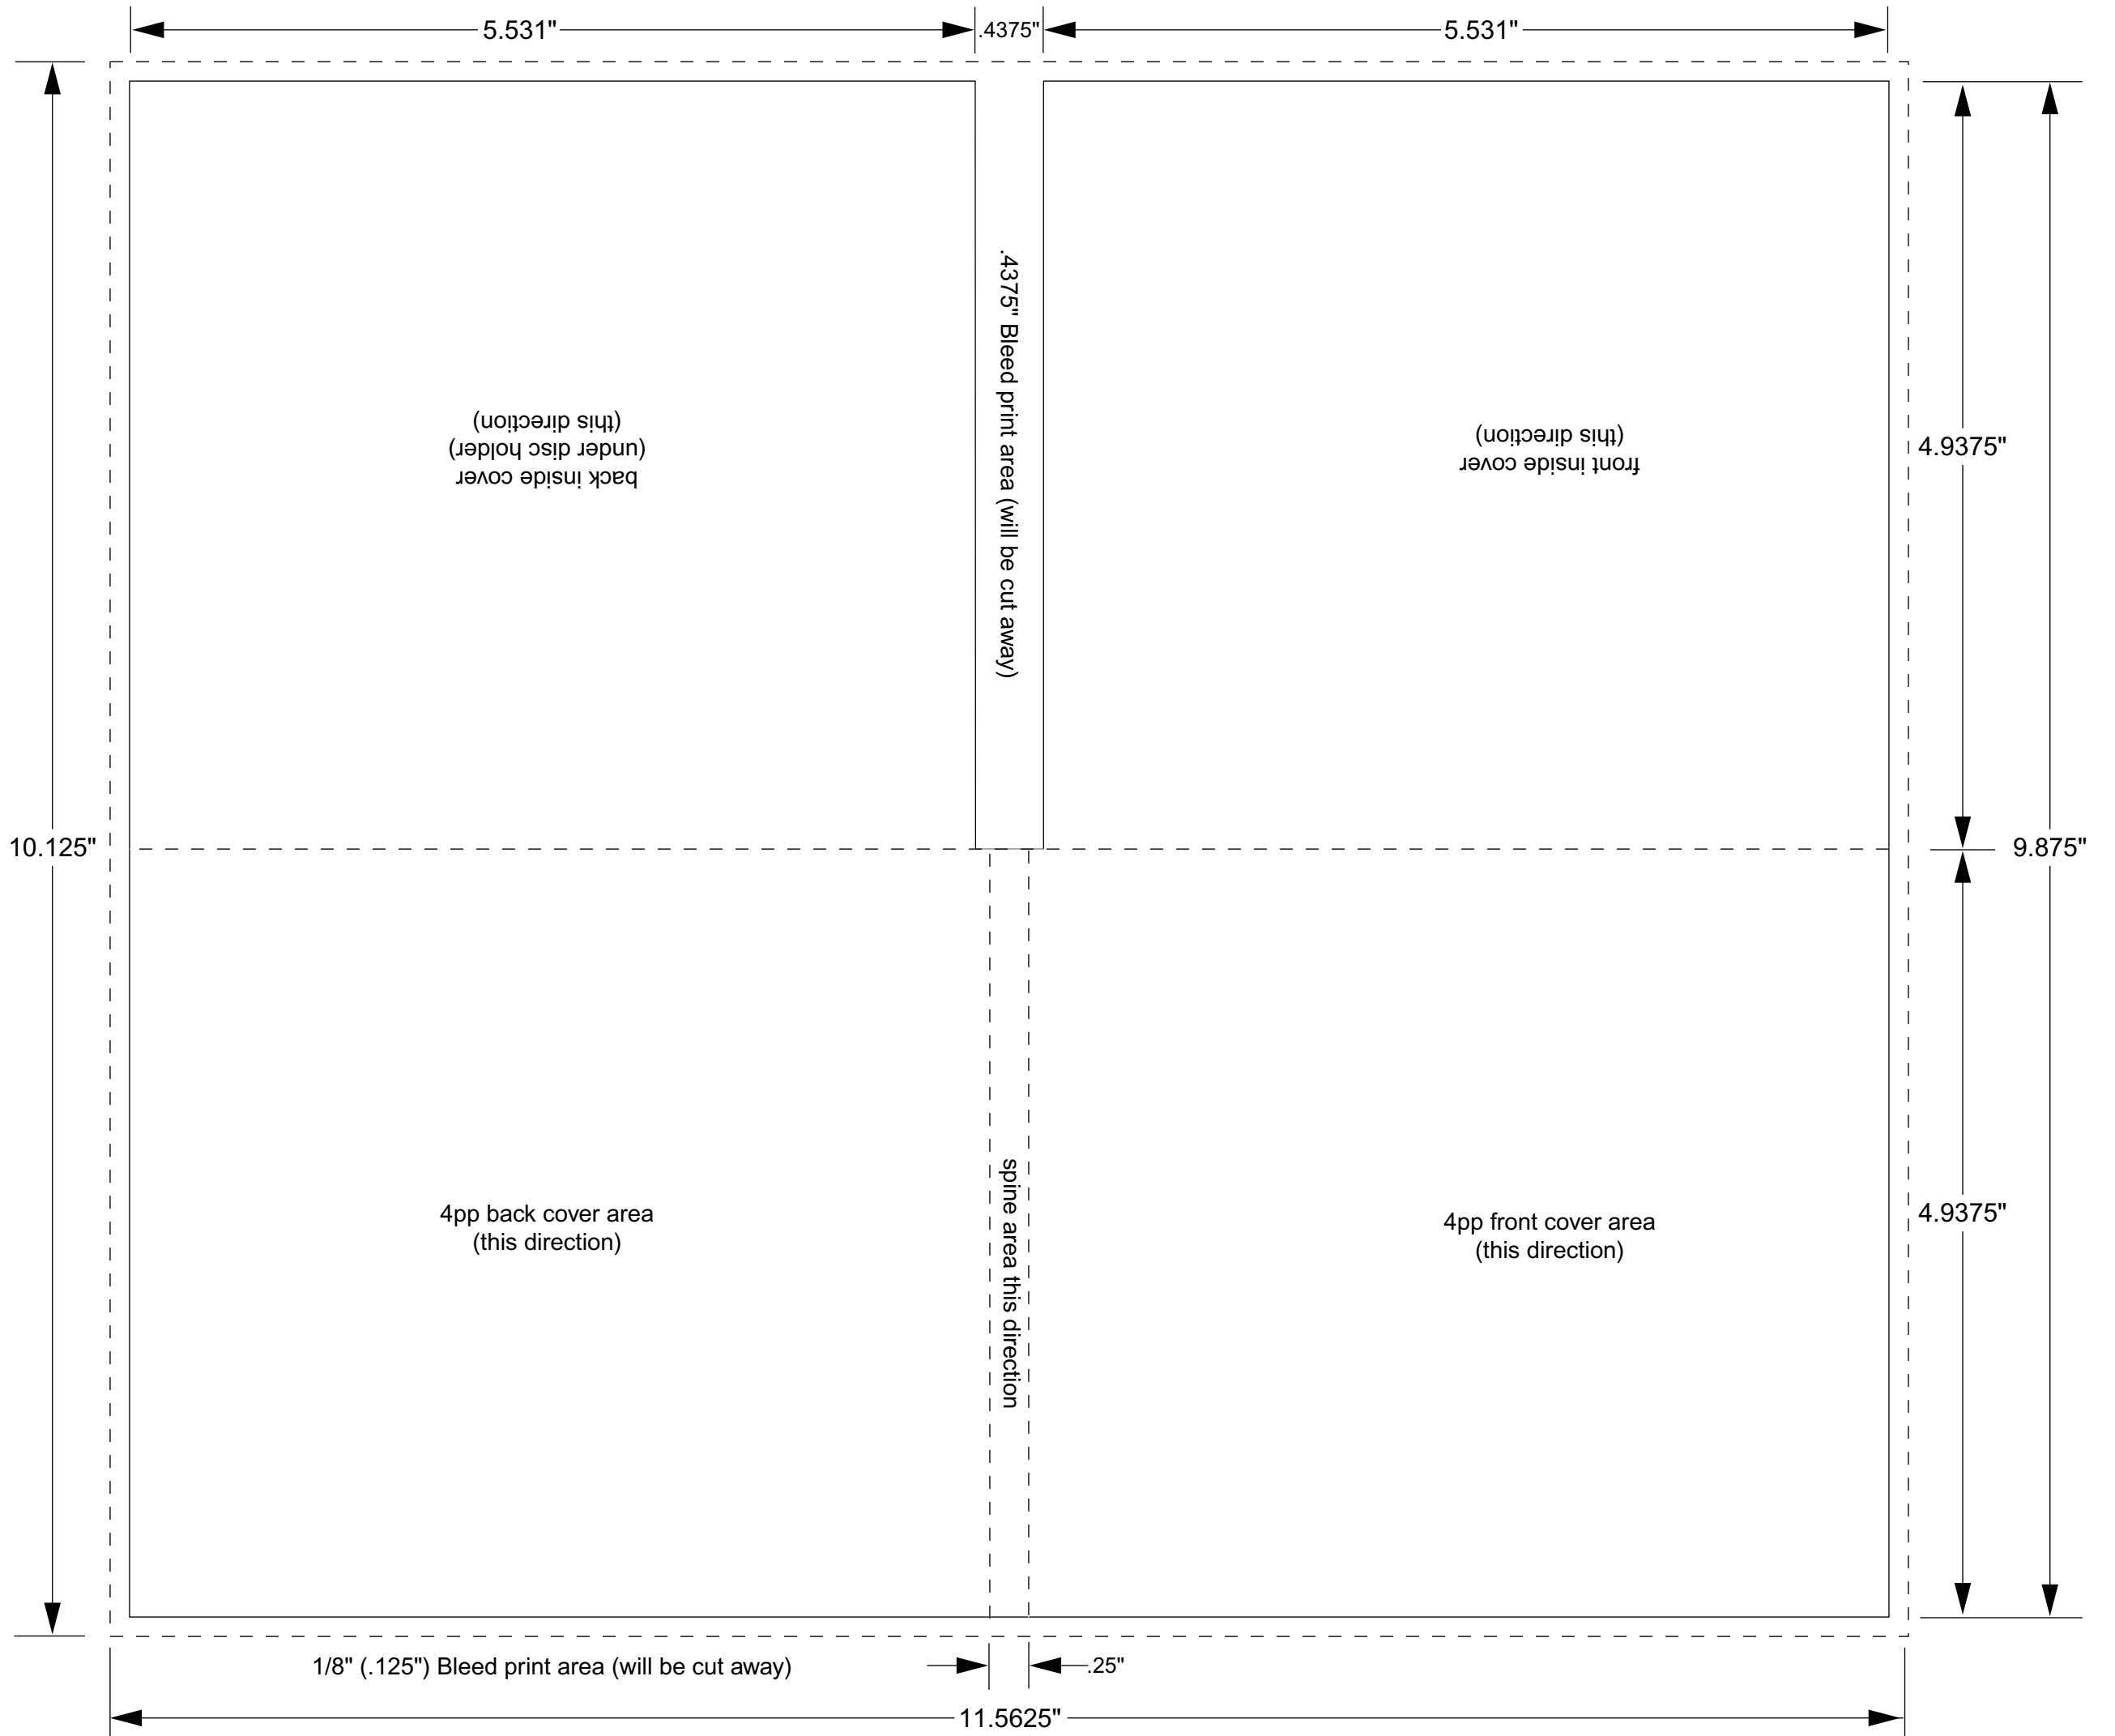 5.531"
.4375"
5.531"
back inside cover
(under disc holder)
(this direction)
.4375" Bleed print area (will be cut away)
front inside cover
(this direction)
4.9375"
10.125"
9.875"
4pp back cover area
(this direction)
spine area this direction
4pp front cover area
(this direction)
4.9375"
1/8" (.125") Bleed print area (will be cut away)
.25"
11.5625"